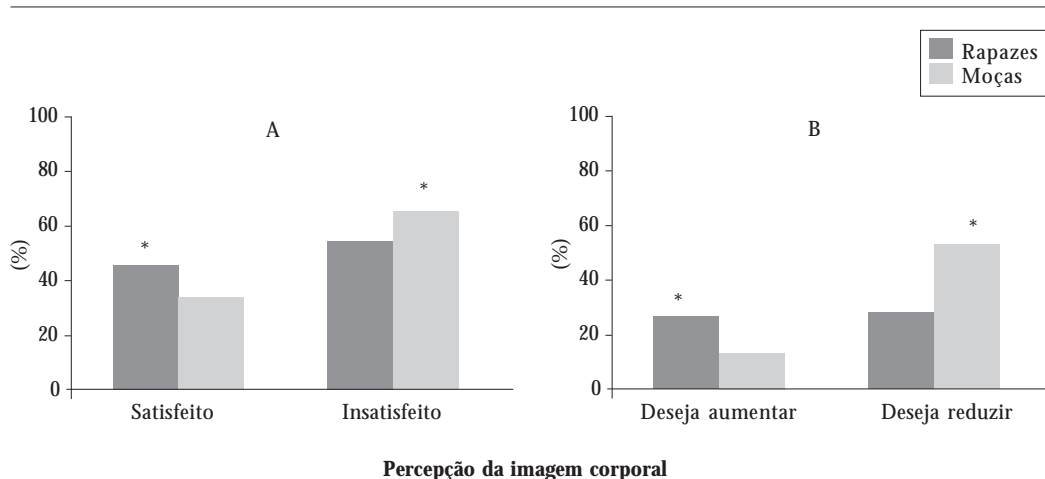 Rapazes
Moças
A
100
80
60
40
20
0
(%)
*
*
Satisfeito
Insatisfeito
B
100
80
60
40
20
0
(%)
*
*
Deseja aumentar
Deseja reduzir
Percepção da imagem corporal